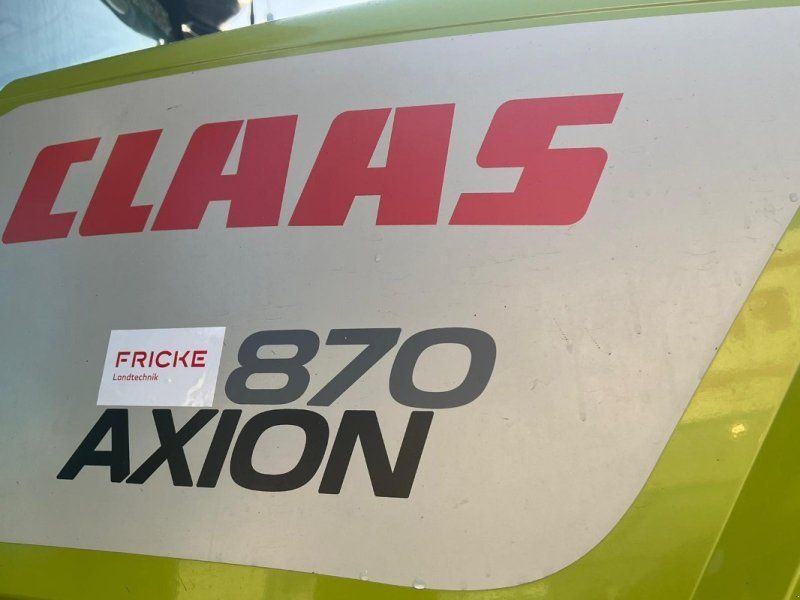 CLAAS
FRICKE
Landtechnik
870
AXION